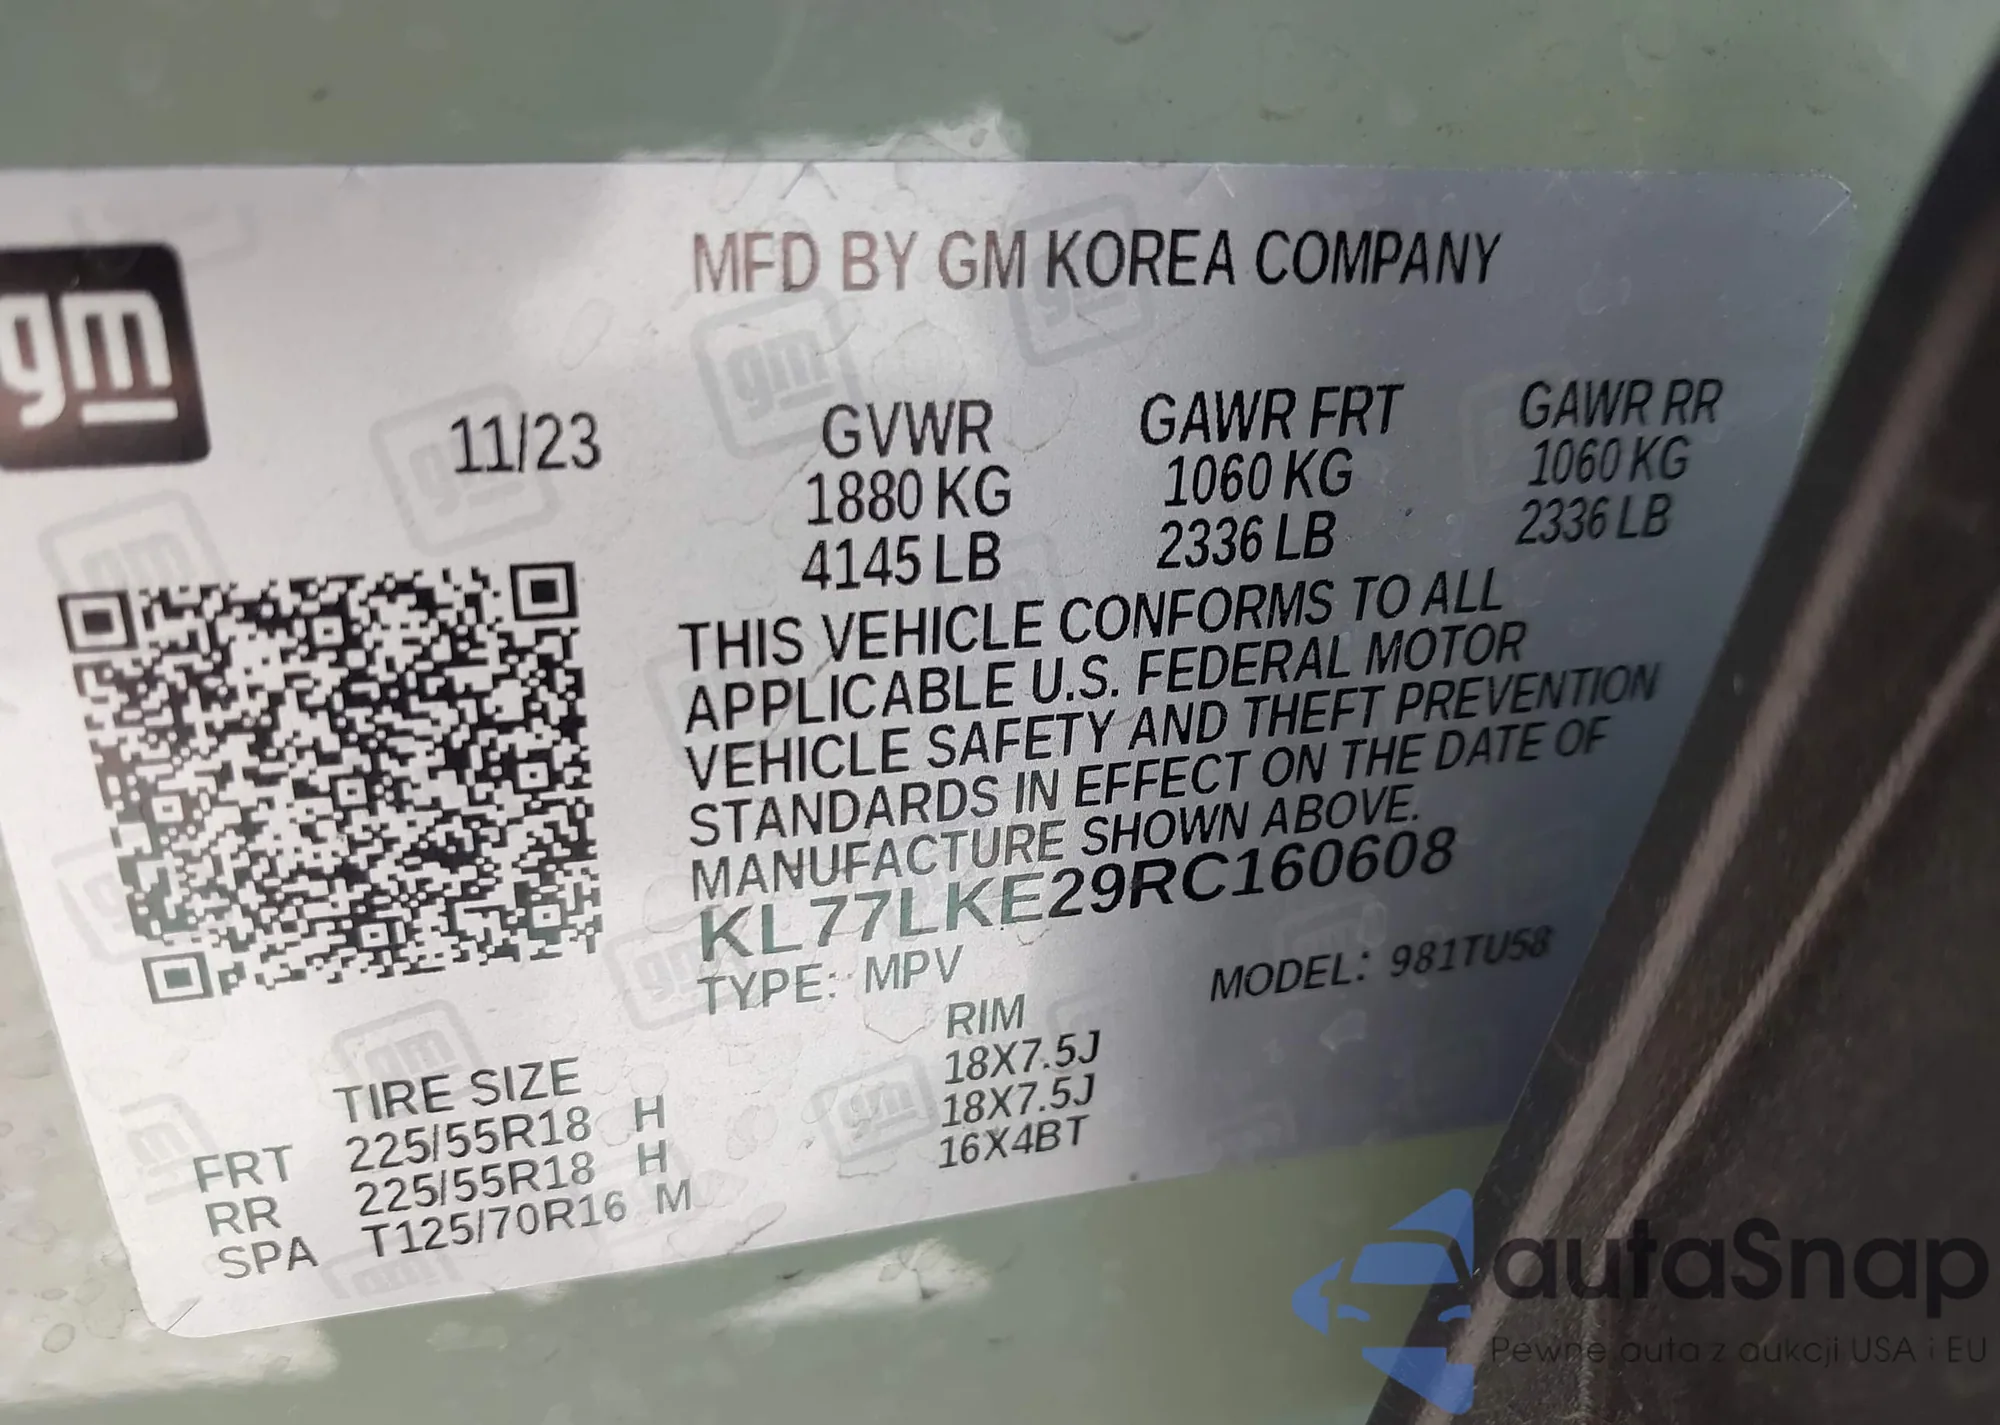 MFD BY GM KOREA COMPANY
gm
11/23 GVWR GAWR FRT GAWR RR
1880 KG 1060 KG 1060 KG
4145 LB 2336 LB 2336 LB
THIS VEHICLE CONFORMS TO ALL
APPLICABLE U.S. FEDERAL MOTOR
VEHICLE SAFETY AND THEFT PREVENTION
STANDARDS IN EFFECT ON THE DATE OF
MANUFACTURE SHOWN ABOVE.
KL77LKE29RC160608
TYPE: MPV MODEL: 981TU58
TIRE SIZE RIM
FRT 225/55R18 H 18X7.5J
RR 225/55R18 H 18X7.5J
SPA T125/70R16 M 16X4BT
autaSnap
Pewne auta z aukcji USA i EU